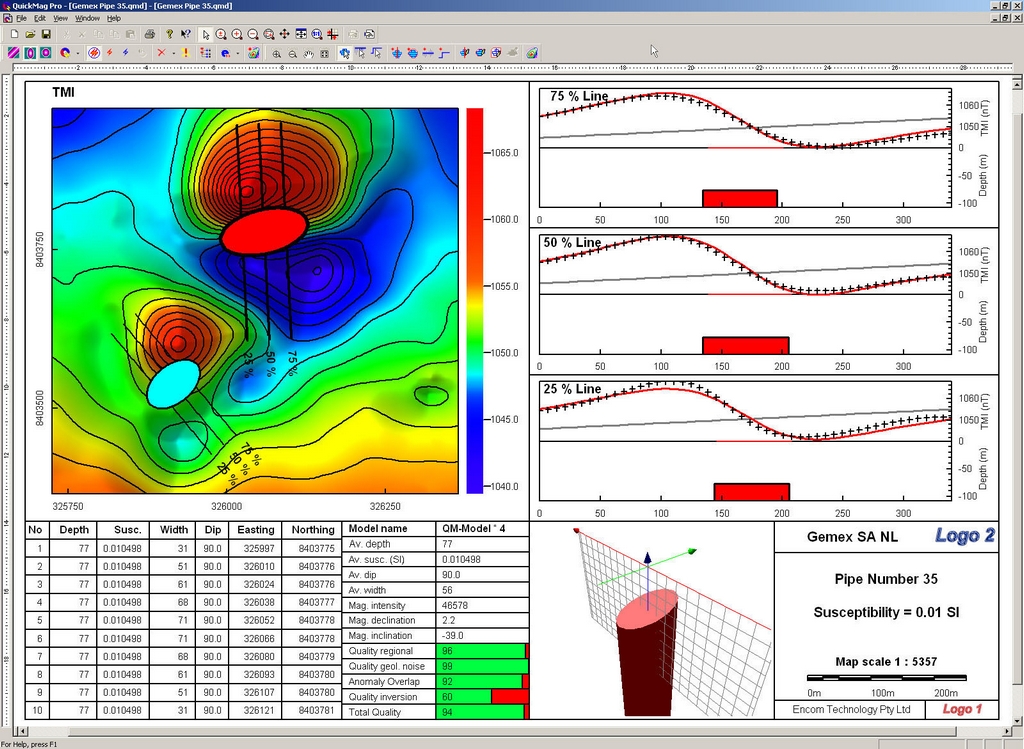 QuickMag Pro - [Gemex Pipe 35.qmd] - [Gemex Pipe 35.qmd]
File Edit View Window Help
TMI
1065.0
1060.0
1055.0
1050.0
1045.0
1040.0
8403750
8403500
325750 326000 326250
25 % 50 % 75 %
75 %
50 %
25 %
75 % Line
1060
1050
0
-50
-100
TMI (nT)
Depth (m)
0 50 100 150 200 250 300
50 % Line
1060
1050
0
-50
-100
TMI (nT)
Depth (m)
0 50 100 150 200 250 300
25 % Line
1060
1050
0
-50
-100
TMI (nT)
Depth (m)
0 50 100 150 200 250 300
No Depth Susc. Width Dip Easting Northing
1 77 0.010498 31 90.0 325997 8403775
2 77 0.010498 51 90.0 326010 8403776
3 77 0.010498 61 90.0 326024 8403776
4 77 0.010498 68 90.0 326038 8403777
5 77 0.010498 71 90.0 326052 8403778
6 77 0.010498 71 90.0 326066 8403778
7 77 0.010498 68 90.0 326080 8403779
8 77 0.010498 61 90.0 326093 8403780
9 77 0.010498 51 90.0 326107 8403780
10 77 0.010498 31 90.0 326121 8403781
Model name QM-Model * 4
Av. depth 77
Av. susc. (SI) 0.010498
Av. dip 90.0
Av. width 56
Mag. intensity 46578
Mag. declination 2.2
Mag. inclination -39.0
Quality regional 96
Quality geol. noise 99
Anomaly Overlap 92
Quality inversion 60
Total Quality 94
Gemex SA NL Logo 2
Pipe Number 35
Susceptibility = 0.01 SI
Map scale 1 : 5357
0m 100m 200m
Encom Technology Pty Ltd Logo 1
For Help, press F1